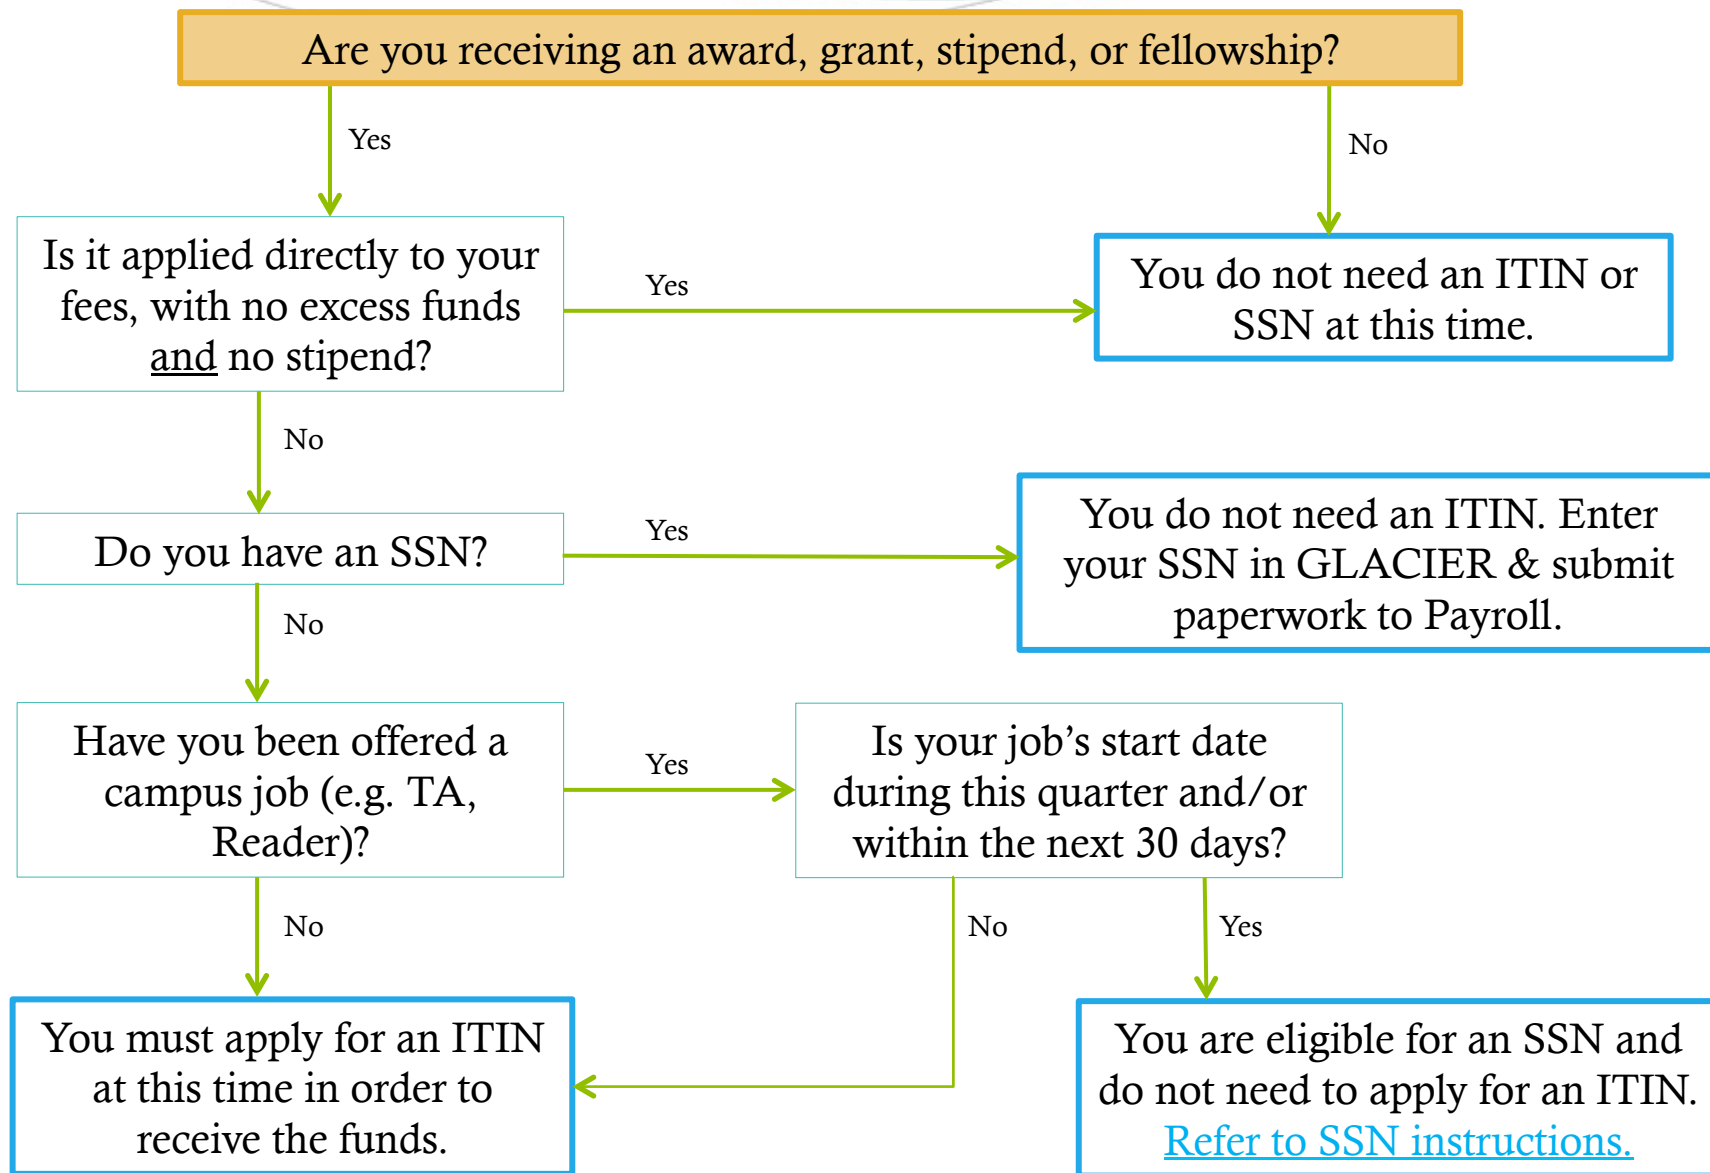 Are you receiving an award, grant, stipend, or fellowship?
Yes
No
Is it applied directly to your
fees, with no excess funds
and no stipend?
Yes
You do not need an ITIN or
SSN at this time.
No
Do you have an SSN?
Yes
You do not need an ITIN. Enter
your SSN in GLACIER & submit
paperwork to Payroll.
No
Have you been offered a
campus job (e.g. TA,
Reader)?
Yes
Is your job’s start date
during this quarter and/or
within the next 30 days?
No
No
Yes
You must apply for an ITIN
at this time in order to
receive the funds.
You are eligible for an SSN and
do not need to apply for an ITIN.
Refer to SSN instructions.